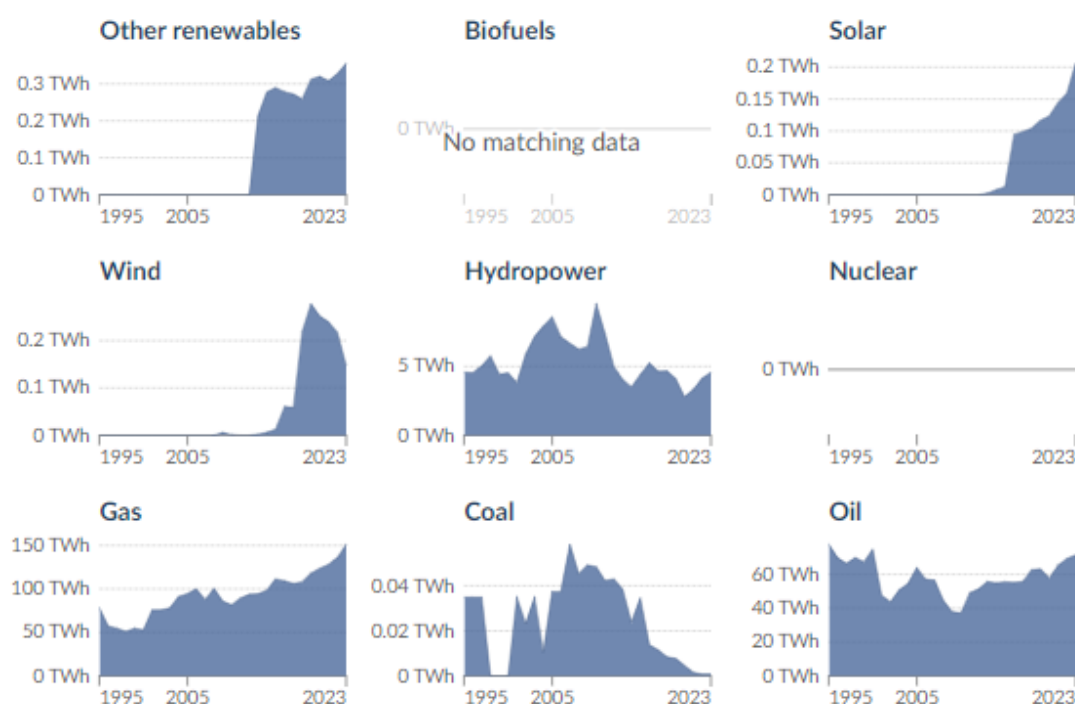 Other renewables
0.3 TWh
0.2 TWh
0.1 TWh
0 TWh
1995 2005 2023
Biofuels
0 TWh
No matching data
1995 2005 2023
Solar
0.2 TWh
0.15 TWh
0.1 TWh
0.05 TWh
0 TWh
1995 2005 2023
Wind
0.2 TWh
0.1 TWh
0 TWh
1995 2005 2023
Hydropower
5 TWh
0 TWh
1995 2005 2023
Nuclear
0 TWh
1995 2005 2023
Gas
150 TWh
100 TWh
50 TWh
0 TWh
1995 2005 2023
Coal
0.04 TWh
0.02 TWh
0 TWh
1995 2005 2023
Oil
60 TWh
40 TWh
20 TWh
0 TWh
1995 2005 2023